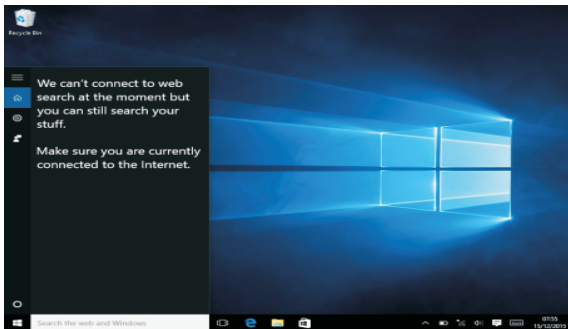 Recycle Bin
We can't connect to web
search at the moment but
you can still search your
stuff.
Make sure you are currently
connected to the Internet.
Search the web and Windows
07:55
15/12/2015